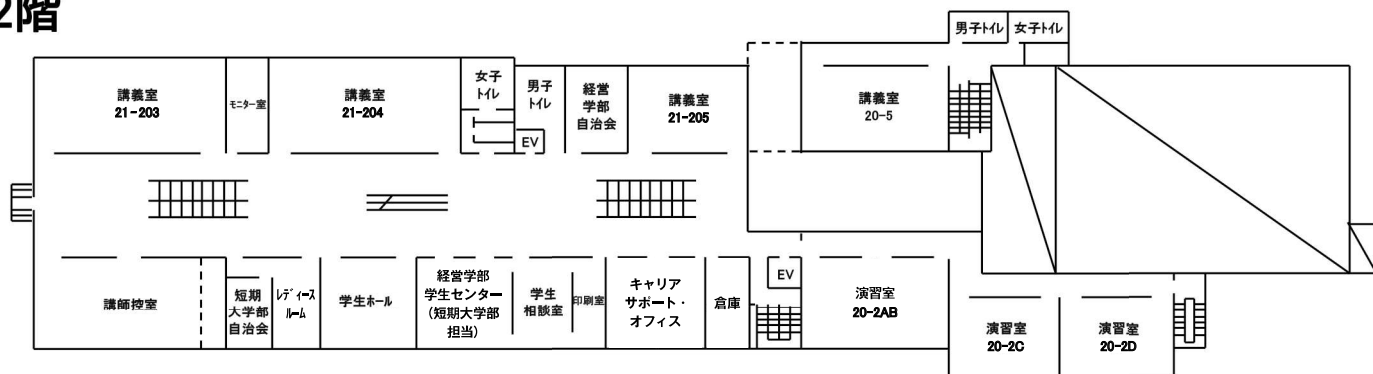 2階
男子トイレ
女子トイレ
講義室
21-203
モニター室
講義室
21-204
女子
トイレ
男子
トイレ
EV
経営
学部
自治会
講義室
21-205
講義室
20-5
講師控室
短期
大学部
自治会
レディース
ルーム
学生ホール
経営学部
学生センター
(短期大学部
担当)
学生
相談室
印刷室
キャリア
サポート・
オフィス
倉庫
EV
演習室
20-2AB
演習室
20-2C
演習室
20-2D